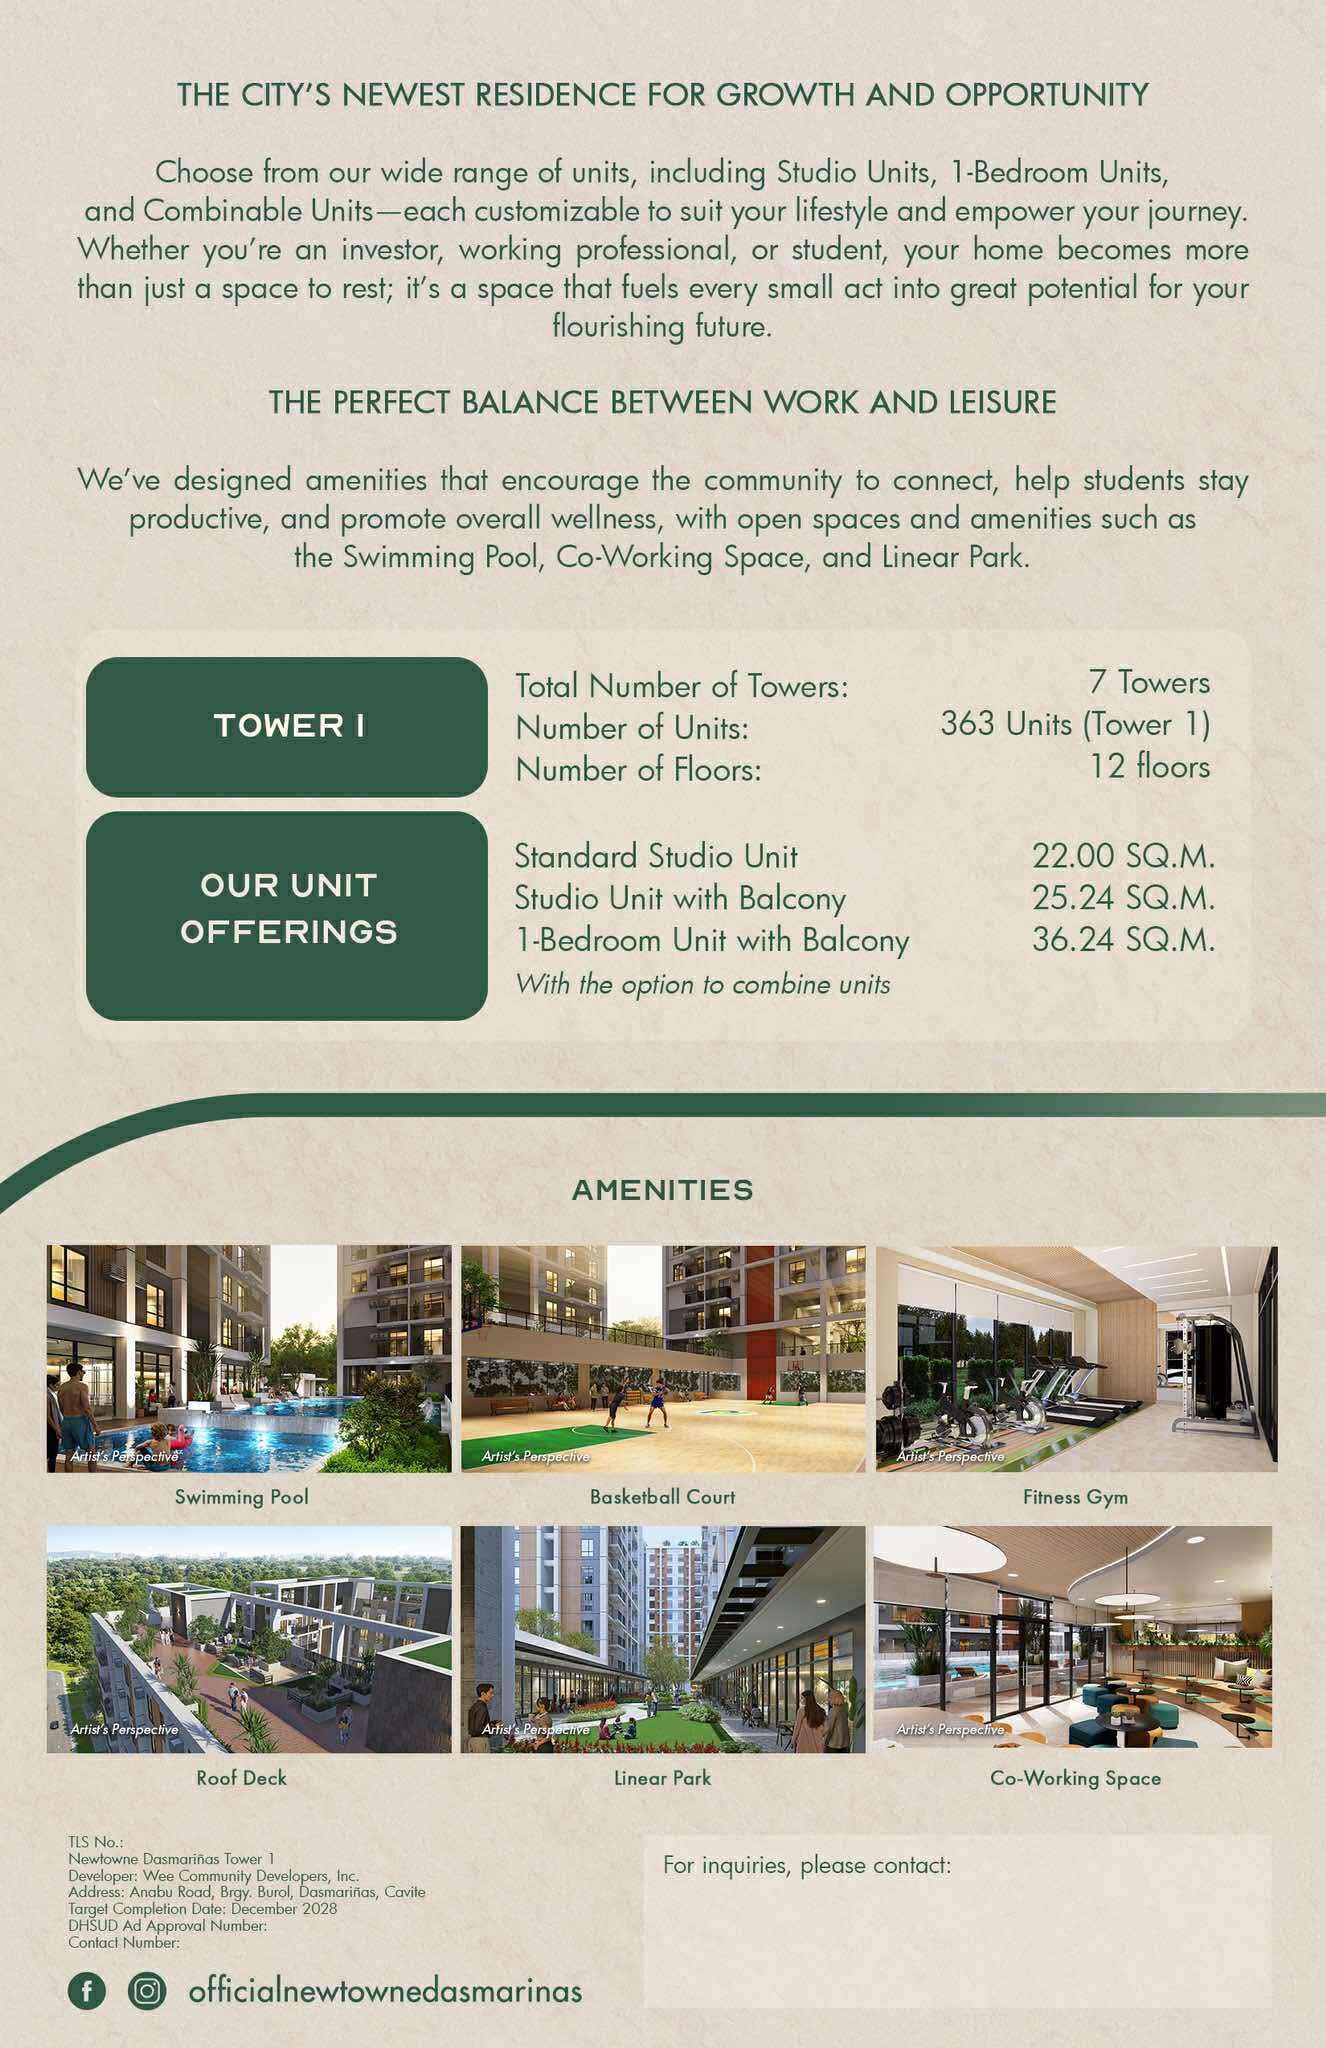 THE CITY'S NEWEST RESIDENCE FOR GROWTH AND OPPORTUNITY
Choose from our wide range of units, including Studio Units, 1-Bedroom Units,
and Combinable Units—each customizable to suit your lifestyle and empower your journey.
Whether you're an investor, working professional, or student, your home becomes more
than just a space to rest; it's a space that fuels every small act into great potential for your
flourishing future.
THE PERFECT BALANCE BETWEEN WORK AND LEISURE
We've designed amenities that encourage the community to connect, help students stay
productive, and promote overall wellness, with open spaces and amenities such as
the Swimming Pool, Co-Working Space, and Linear Park.
TOWER 1
Total Number of Towers: 7 Towers
Number of Units: 363 Units (Tower 1)
Number of Floors: 12 floors
OUR UNIT
OFFERINGS
Standard Studio Unit 22.00 SQ.M.
Studio Unit with Balcony 25.24 SQ.M.
1-Bedroom Unit with Balcony 36.24 SQ.M.
With the option to combine units
AMENITIES
Artist's Perspective
Artist's Perspective
Artist's Perspective
Swimming Pool
Basketball Court
Fitness Gym
Artist's Perspective
Artist's Perspective
Artist's Perspective
Roof Deck
Linear Park
Co-Working Space
TLS No.:
Newtowne Dasmariñas Tower 1
Developer: Wee Community Developers, Inc.
Address: Anabu Road, Brgy. Burol, Dasmariñas, Cavite
Target Completion Date: December 2028
DHSUD Ad Approval Number:
Contact Number:
officialnewtownedasmarinas
For inquiries, please contact: